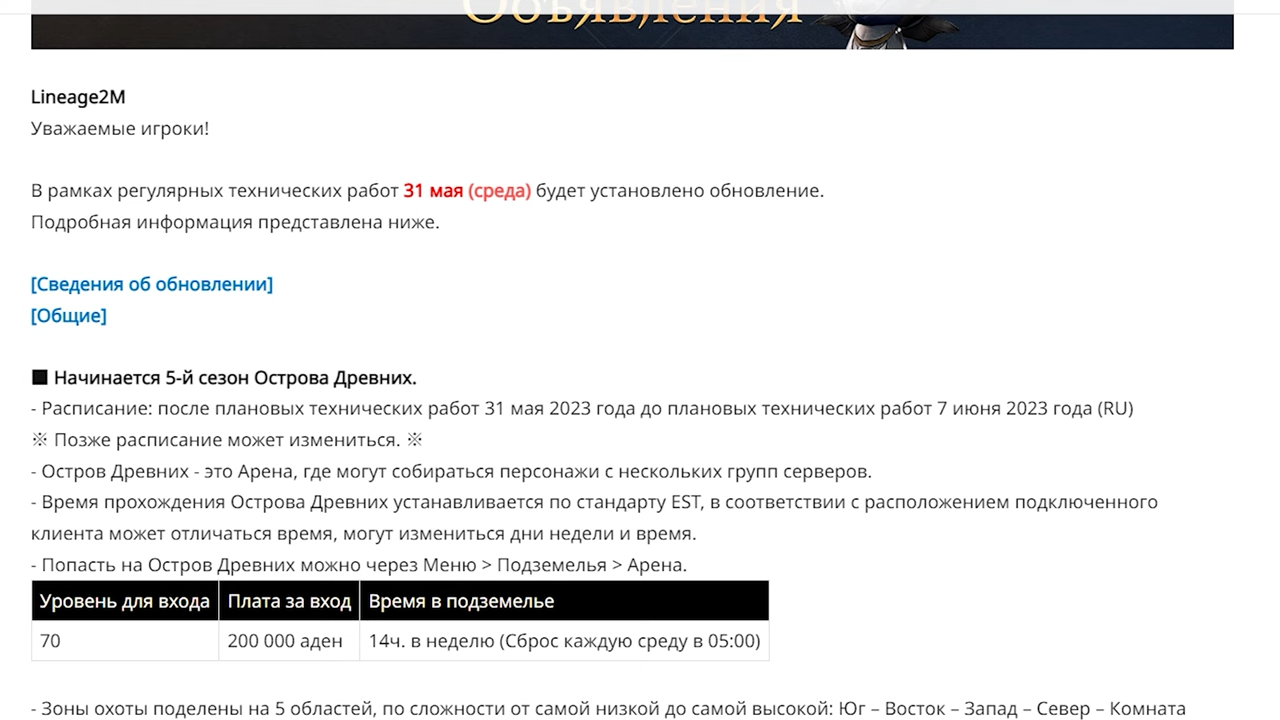 Объявления
Lineage2M
Уважаемые игроки!
В рамках регулярных технических работ 31 мая (среда) будет установлено обновление.
Подробная информация представлена ниже.
[Сведения об обновлении]
[Общие]
■ Начинается 5-й сезон Острова Древних.
- Расписание: после плановых технических работ 31 мая 2023 года до плановых технических работ 7 июня 2023 года (RU)
※ Позже расписание может измениться. ※
- Остров Древних - это Арена, где могут собираться персонажи с нескольких групп серверов.
- Время прохождения Острова Древних устанавливается по стандарту EST, в соответствии с расположением подключенного
клиента может отличаться время, могут измениться дни недели и время.
- Попасть на Остров Древних можно через Меню > Подземелья > Арена.
Уровень для входа Плата за вход Время в подземелье
70 200 000 аден 14ч. в неделю (Сброс каждую среду в 05:00)
- Зоны охоты поделены на 5 областей, по сложности от самой низкой до самой высокой: Юг – Восток – Запад – Север – Комната